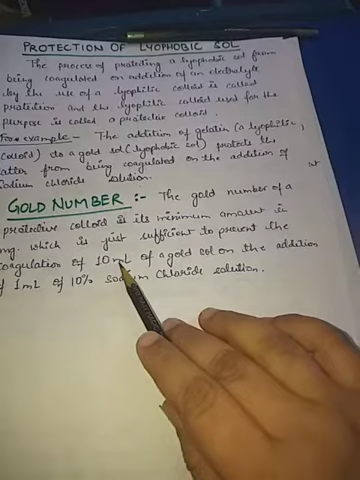 PROTECTION OF LYOPHOBIC SOL
The process of protecting a lyophobic sol from
being coagulated on addition of an electrolyte
by the use of a lyophilic colloid is called
protection and the lyophilic colloid used for the
purpose is called a protective colloid.
For example:- The addition of gelatin (a lyophilic
colloid) to a gold sol (lyophobic sol) protects the
latter from being coagulated on the addition of
sodium chloride solution.
GOLD NUMBER :- The gold number of a
protective colloid is its minimum amount in
mg. which is just sufficient to prevent the
coagulation of 10 mL of a gold sol on the addition
of 1 mL of 10% sodium chloride solution.